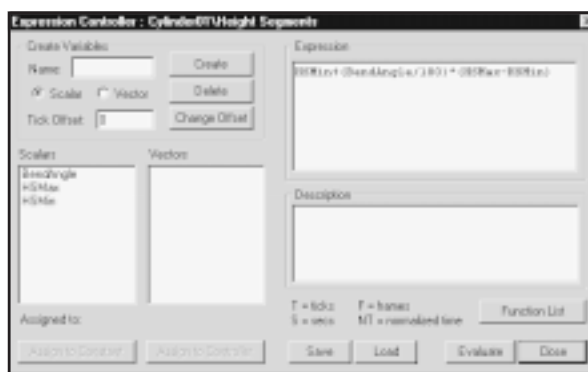 Expression Controller : Cylinder01\Height Segments
Create Variables
Name:
Create
Scalar
Vector
Delete
Tick Offset:
Change Offset
Scalars
Vectors
BendAngle
HSMax
HSMin
Assigned to:
Assign to Constant
Assign to Controller
Expression
HSMin+(BendAngle/180)*(HSMax-HSMin)
Description
T = ticks
F = frames
S = secs
NT = normalized time
Function List
Save
Load
Evaluate
Close